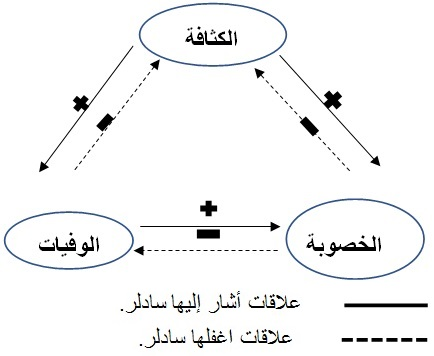 الكثافة
الوفيات
الخصوبة
علاقات أشار إليها سادلر.
علاقات اغفلها سادلر.